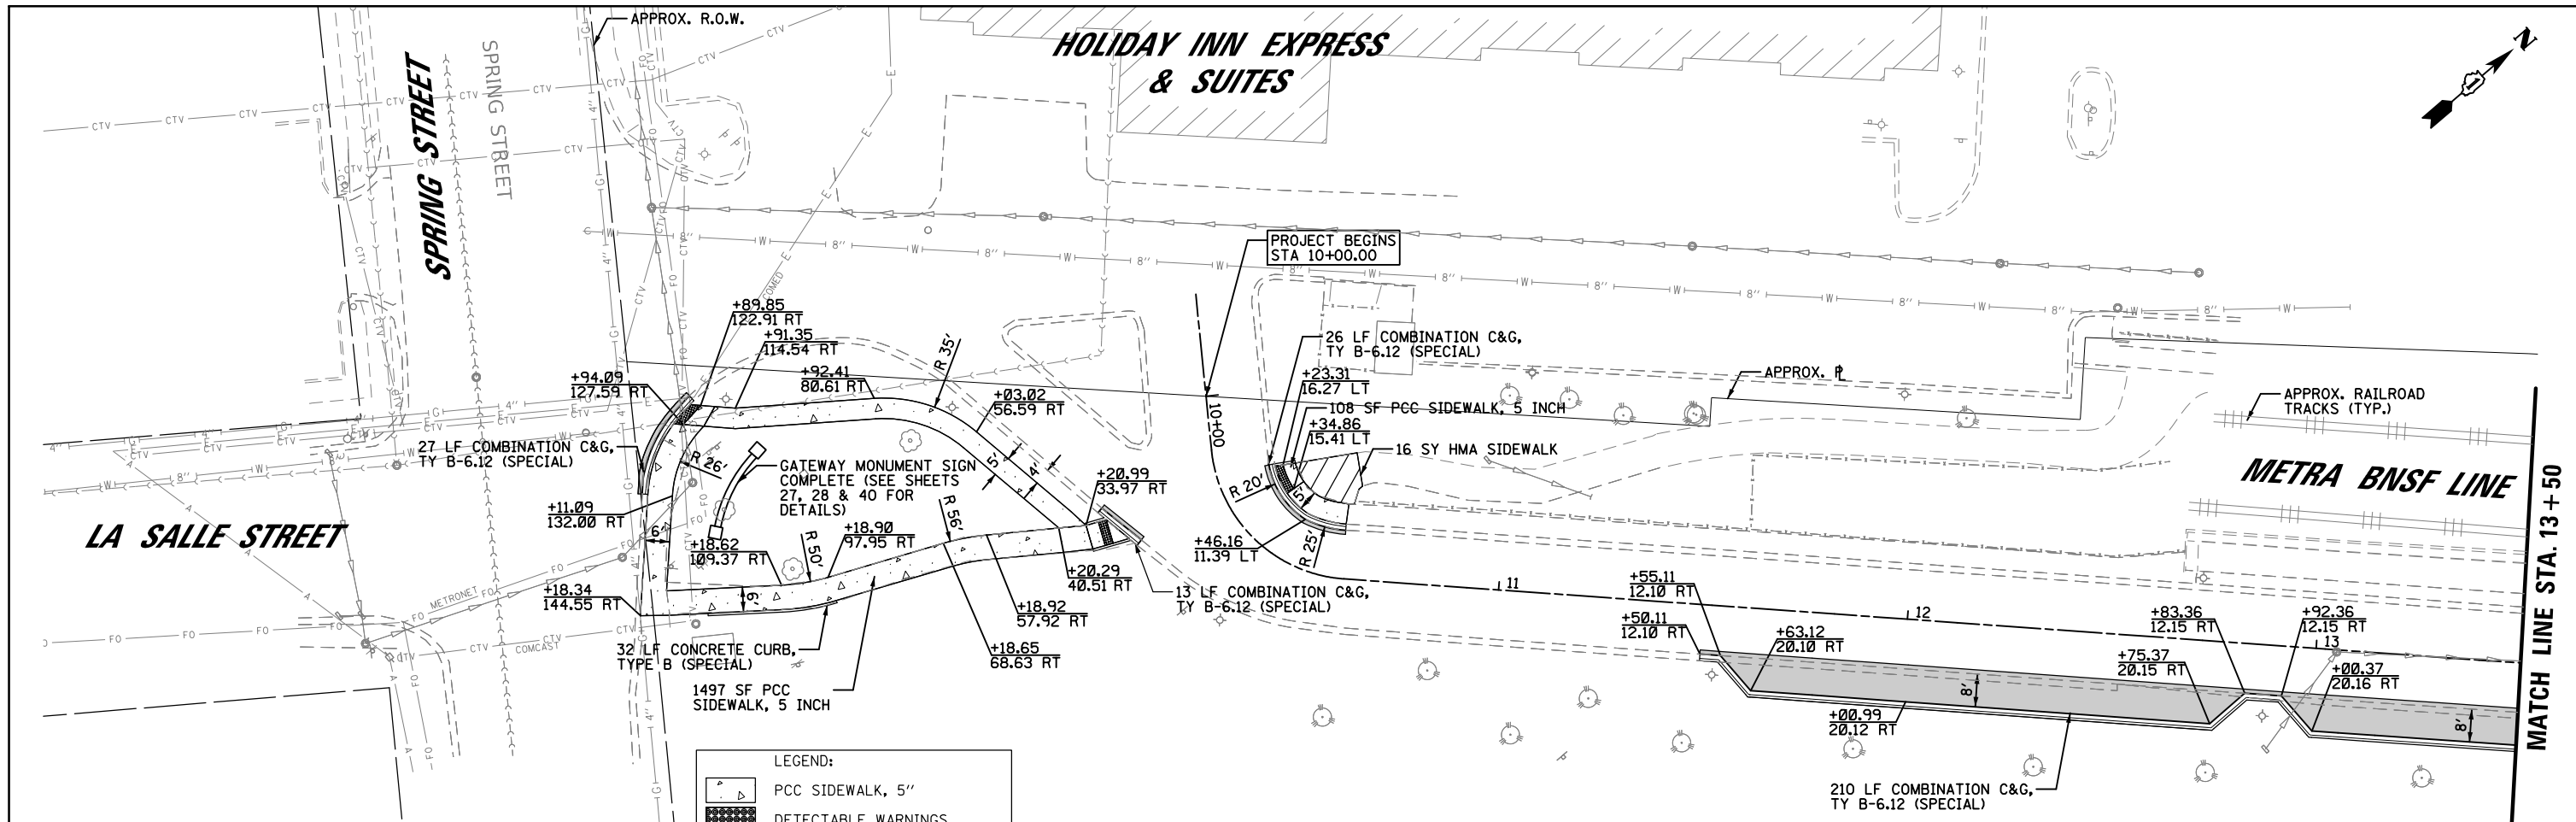 APPROX. R.O.W.
HOLIDAY INN EXPRESS
& SUITES
N
SPRING STREET
SPRING STREET
PROJECT BEGINS
STA 10+00.00
COMED
+89.85
122.91 RT
+91.35
114.54 RT
+94.09
127.59 RT
+92.41
80.61 RT
R 35'
+03.02
56.59 RT
10+00
26 LF COMBINATION C&G,
TY B-6.12 (SPECIAL)
+23.31
16.27 LT
108 SF PCC SIDEWALK, 5 INCH
+34.86
15.41 LT
16 SY HMA SIDEWALK
APPROX. PL
APPROX. RAILROAD
TRACKS (TYP.)
27 LF COMBINATION C&G,
TY B-6.12 (SPECIAL)
R 26'
GATEWAY MONUMENT SIGN
COMPLETE (SEE SHEETS
27, 28 & 40 FOR
DETAILS)
5'
4'
+20.99
33.97 RT
R 20'
5'
METRA BNSF LINE
MATCH LINE STA. 13+50
LA SALLE STREET
+11.09
132.00 RT
6'
+18.62
109.37 RT
R 50'
+18.90
97.95 RT
R 56'
+46.16
11.39 LT
R 25'
+20.29
40.51 RT
13 LF COMBINATION C&G,
TY B-6.12 (SPECIAL)
METRONET
+18.34
144.55 RT
6'
+18.92
57.92 RT
+18.65
68.63 RT
COMCAST
32 LF CONCRETE CURB,
TYPE B (SPECIAL)
1497 SF PCC
SIDEWALK, 5 INCH
11
12
13
+55.11
12.10 RT
+50.11
12.10 RT
+63.12
20.10 RT
+83.36
12.15 RT
+92.36
12.15 RT
+75.37
20.15 RT
+00.37
20.16 RT
8'
8'
+00.99
20.12 RT
210 LF COMBINATION C&G,
TY B-6.12 (SPECIAL)
LEGEND:
PCC SIDEWALK, 5"
DETECTABLE WARNINGS